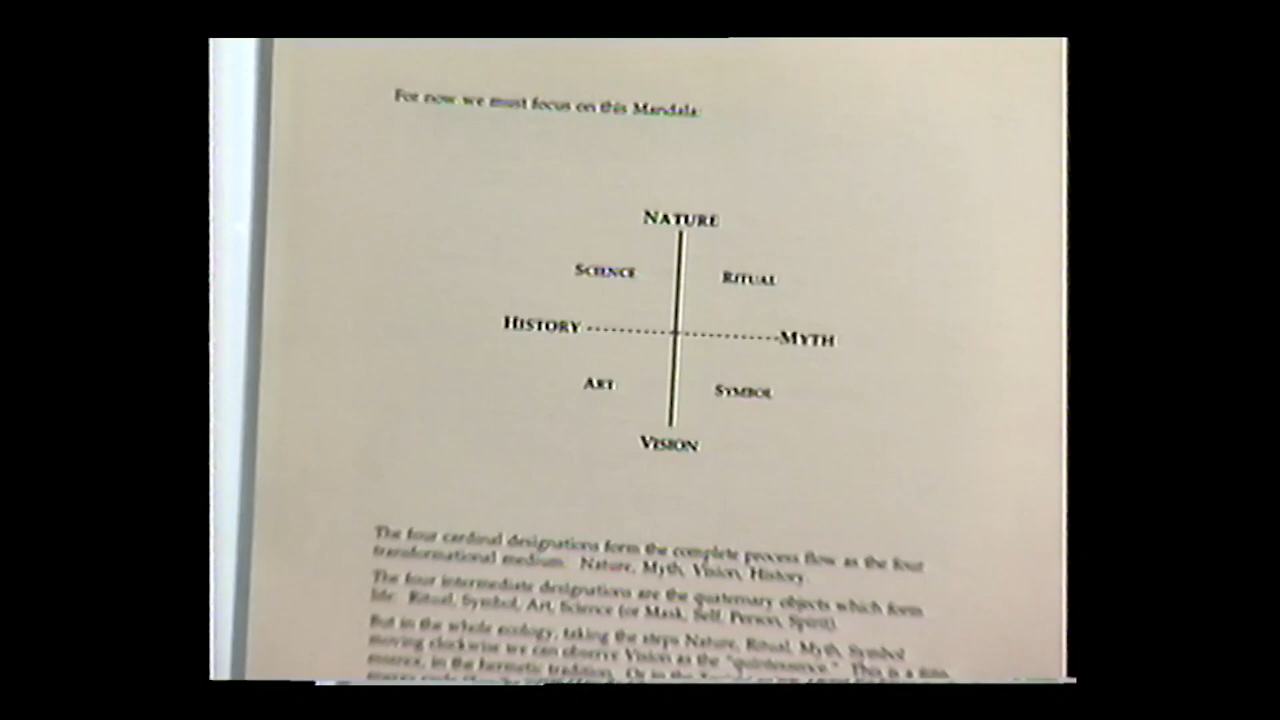 For now we must focus on this Mandala:
NATURE
SCIENCE RITUAL
HISTORY MYTH
ART SYMBOL
VISION
The four cardinal designations form the complete process flow as the four
transformational medium. Nature, Myth, Vision, History.
The four intermediate designations are the quaternary objects which form
life. Ritual, Symbol, Art, Science (or Mask, Self, Person, Spirit).
But in the whole ecology, taking the steps Nature, Ritual, Myth, Symbol
moving clockwise we can observe Vision as the "quintessence." This is a
in the hermetic tradition. Or in the